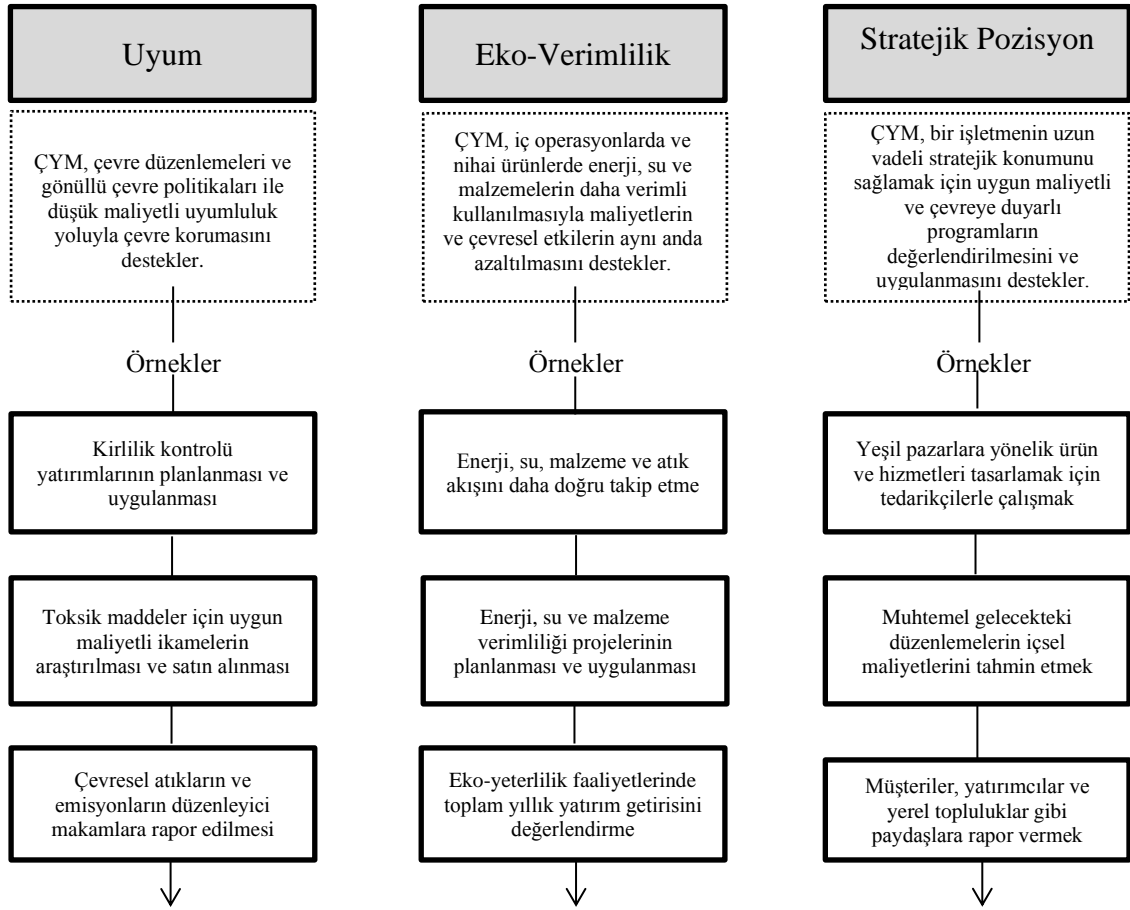 Uyum
ÇYM, çevre düzenlemeleri ve
gönüllü çevre politikaları ile
düşük maliyetli uyumluluk
yoluyla çevre korumasını
destekler.
Örnekler
Kirlilik kontrolü
yatırımlarının planlanması ve
uygulanması
Toksik maddeler için uygun
maliyetli ikamelerin
araştırılması ve satın alınması
Çevresel atıkların ve
emisyonların düzenleyici
makamlara rapor edilmesi
Eko-Verimlilik
ÇYM, iç operasyonlarda ve
nihai ürünlerde enerji, su ve
malzemelerin daha verimli
kullanılmasıyla maliyetlerin
ve çevresel etkilerin aynı anda
azaltılmasını destekler.
Örnekler
Enerji, su, malzeme ve atık
akışını daha doğru takip etme
Enerji, su ve malzeme
verimliliği projelerinin
planlanması ve uygulanması
Eko-yeterlilik faaliyetlerinde
toplam yıllık yatırım getirisini
değerlendirme
Stratejik Pozisyon
ÇYM, bir işletmenin uzun
vadeli stratejik konumunu
sağlamak için uygun maliyetli
ve çevreye duyarlı
programların
değerlendirilmesini ve
uygulanmasını destekler.
Örnekler
Yeşil pazarlara yönelik ürün
ve hizmetleri tasarlamak için
tedarikçilerle çalışmak
Muhtemel gelecekteki
düzenlemelerin içsel
maliyetlerini tahmin etmek
Müşteriler, yatırımcılar ve
yerel topluluklar gibi
paydaşlara rapor vermek